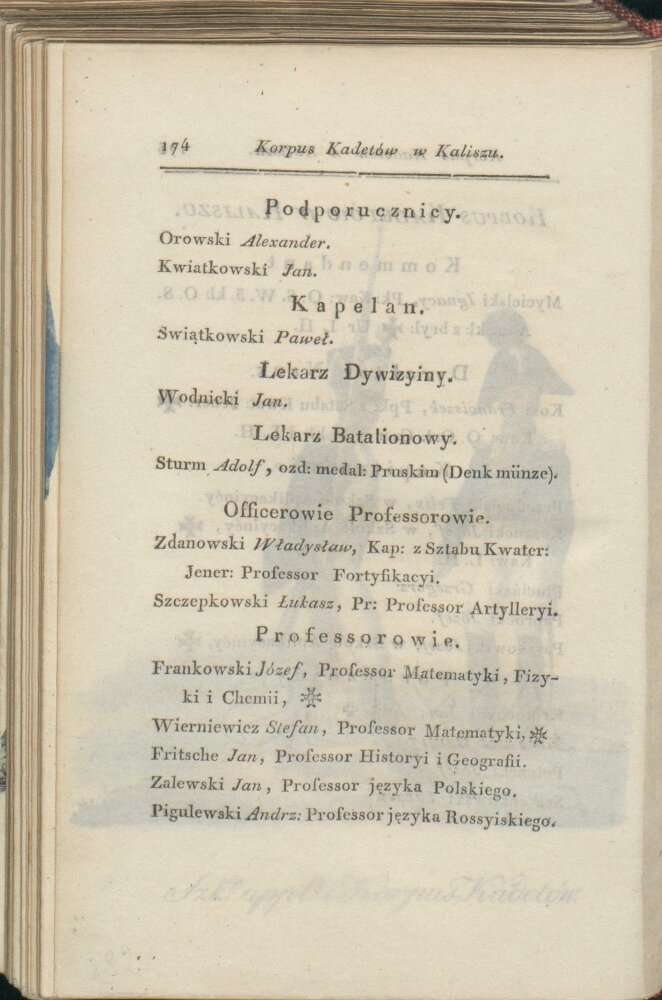 174 Korpus Kadetów w Kaliszu.
Podporucznicy.
Orowski Alexander.
Kwiatkowski Jan.
Kapelan.
Swiątkowski Paweł.
Lekarz Dywizyiny.
Wodnicki Jan.
Lekarz Batalionowy.
Sturm Adolf, ozd: medal: Pruskim (Denk münze).
Officerowie Professorowie.
Zdanowski Władysław, Kap: z Sztabu Kwater:
Jener: Professor Fortyfikacyi.
Szczepkowski Łukasz, Pr: Professor Artylleryi.
Professorowie.
Frankowski Józef, Professor Matematyki, Fizy-
ki i Chemii,
Wierniewicz Stefan, Professor Matematyki,
Fritsche Jan, Professor Historyi i Geografii.
Zalewski Jan, Professor języka Polskiego.
Pigulewski Andrz: Professor języka Rossyiskiego.